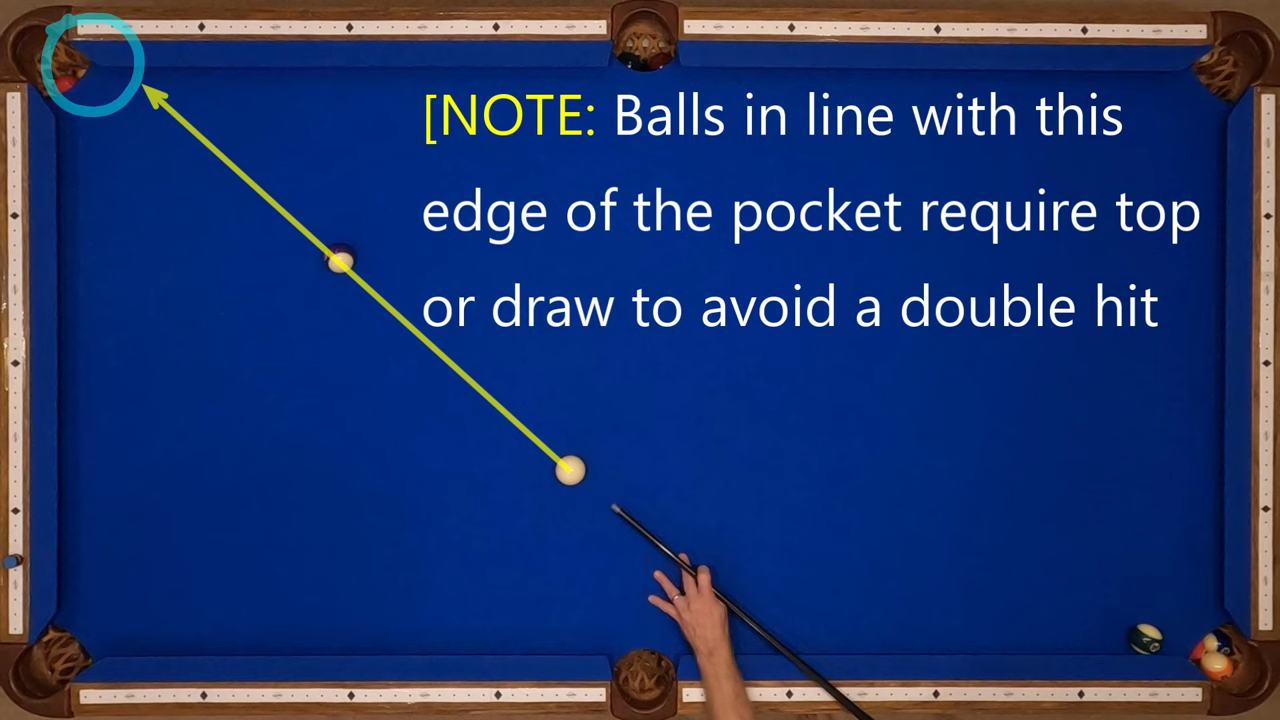 [NOTE: Balls in line with this
edge of the pocket require top
or draw to avoid a double hit